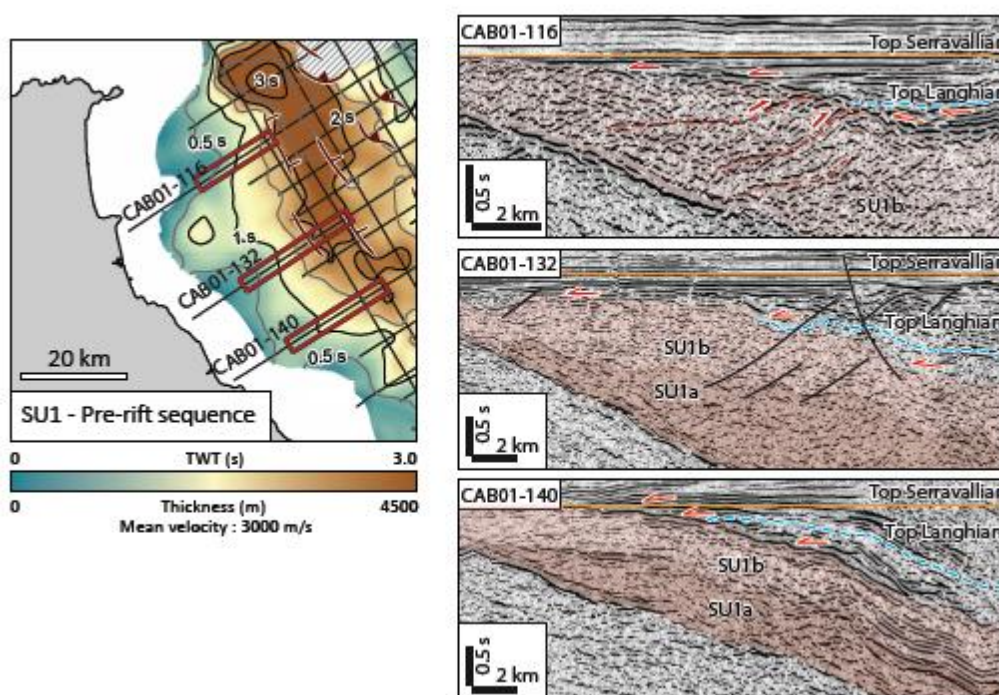 3 s
2 s
0.5 s
CAB01-116
1 s
CAB01-132
CAB01-140
0.5 s
20 km
SU1 - Pre-rift sequence
0 TWT (s) 3.0
0 Thickness (m) 4500
Mean velocity : 3000 m/s
CAB01-116
Top Serravallian
Top Langhian
SU1b
0.5 s
2 km
CAB01-132
Top Serravallian
Top Langhian
SU1b
SU1a
0.5 s
2 km
CAB01-140
Top Serravallian
Top Langhian
SU1b
SU1a
0.5 s
2 km